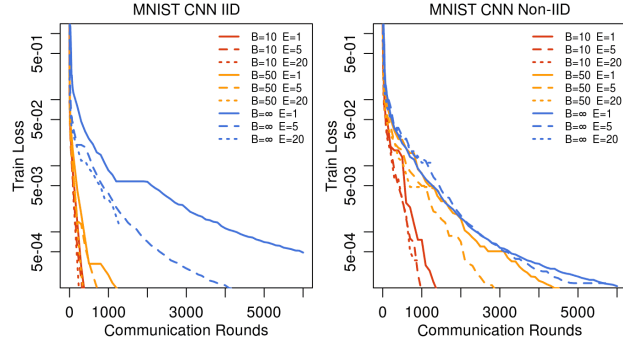 MNIST CNN IID
Train Loss
5e-01
5e-02
5e-03
5e-04
B=10 E=1
B=10 E=5
B=10 E=20
B=50 E=1
B=50 E=5
B=50 E=20
B=∞ E=1
B=∞ E=5
B=∞ E=20
0 1000 3000 5000
Communication Rounds
MNIST CNN Non-IID
Train Loss
5e-01
5e-02
5e-03
5e-04
B=10 E=1
B=10 E=5
B=10 E=20
B=50 E=1
B=50 E=5
B=50 E=20
B=∞ E=1
B=∞ E=5
B=∞ E=20
0 1000 3000 5000
Communication Rounds